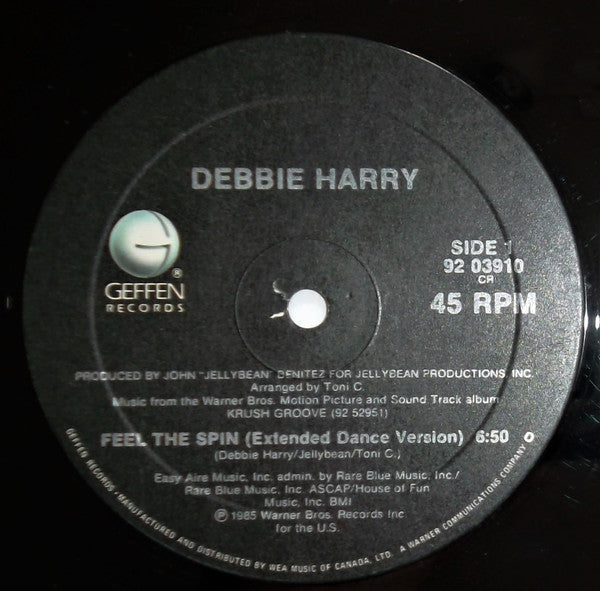 DEBBIE HARRY
G
®
GEFFEN
RECORDS
SIDE 1
92 03910
CR
45 RPM
PRODUCED BY JOHN "JELLYBEAN" BENITEZ FOR JELLYBEAN PRODUCTIONS, INC.
Arranged by Toni C.
Music from the Warner Bros. Motion Picture and Sound Track album
KRUSH GROOVE (92 52951)
FEEL THE SPIN (Extended Dance Version) 6:50
(Debbie Harry/Jellybean/Toni C.)
Easy Aire Music, Inc. admin. by Rare Blue Music, Inc./
Rare Blue Music, Inc. ASCAP/House of Fun
Music, Inc. BMI
℗ 1985 Warner Bros. Records Inc
for the U.S.
GEFFEN RECORDS · MANUFACTURED AND DISTRIBUTED BY WEA MUSIC OF CANADA, LTD. A WARNER COMMUNICATIONS COMPANY